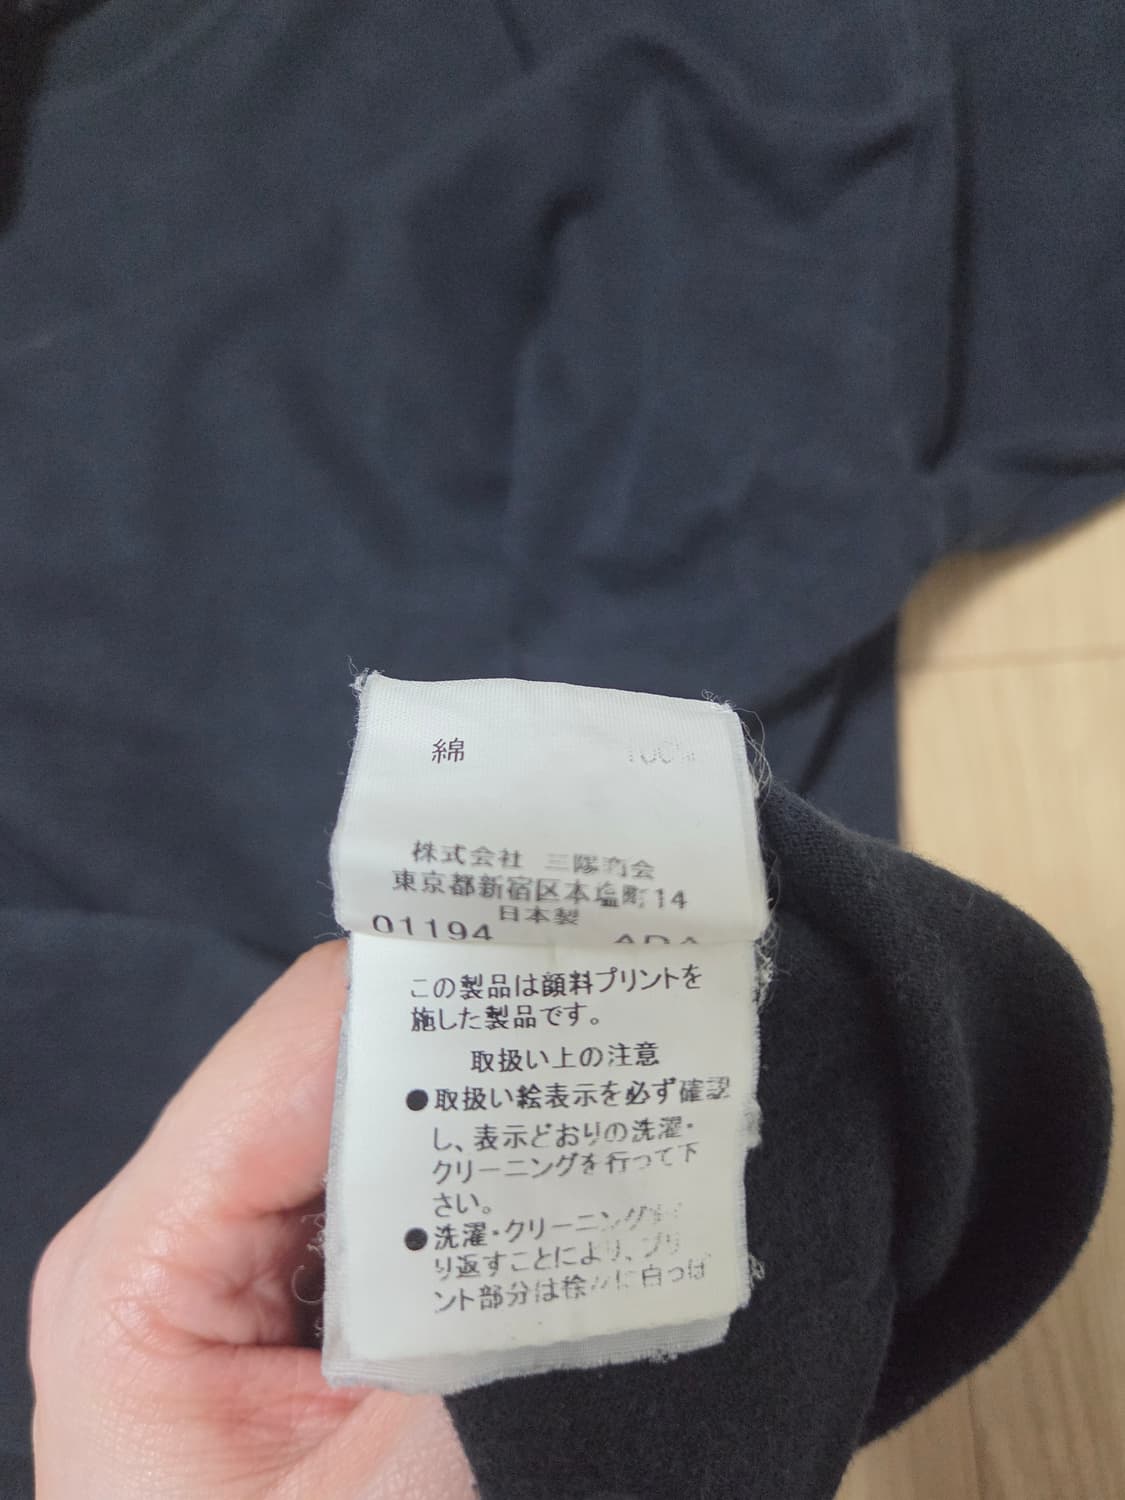 綿 100%
株式会社 三陽商会
東京都新宿区本塩町14
日本製
01194
この製品は顔料プリントを
施した製品です。
取扱い上の注意
●取扱い絵表示を必ず確認
し、表示どおりの洗濯・
クリーニングを行って下
さい。
●洗濯・クリーニングを
り返すことにより、プリ
ント部分は徐々に白っぽ